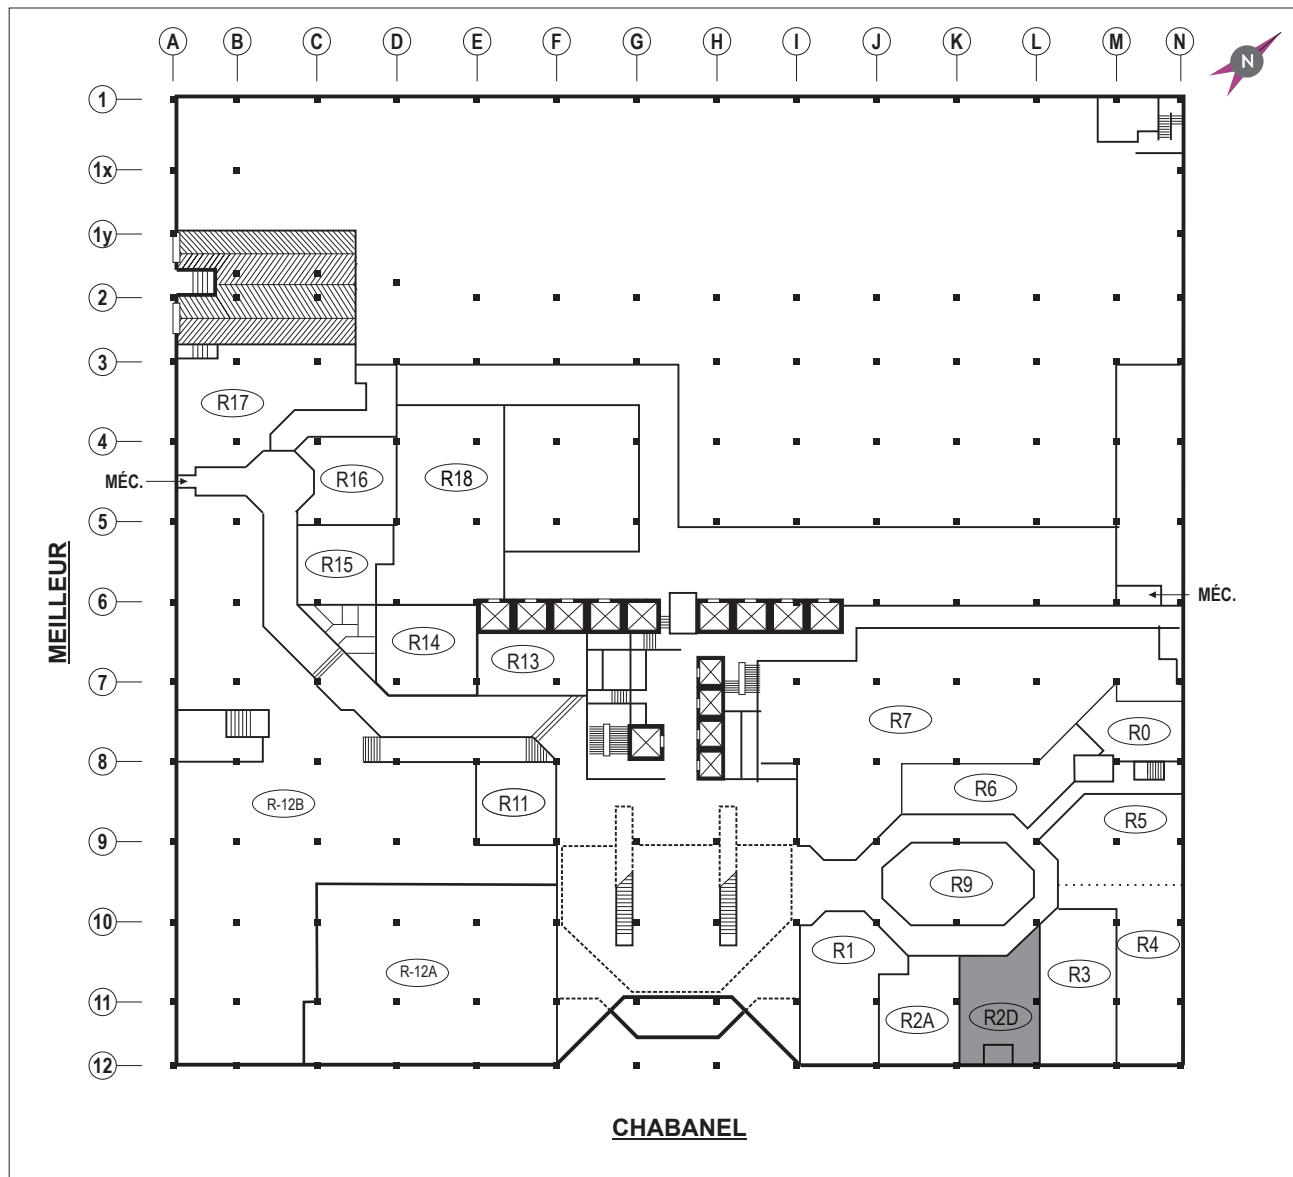 A B C D E F G H I J K L M N
N
1
1x
1y
2
3
R17
4
MÉC.
R16
R18
5
R15
MEILLEUR
6
MÉC.
R14
R13
7
R7
R0
8
R6
R-12B
R11
R5
9
R9
10
R1
R4
R-12A
R3
11
R2A
R2D
12
CHABANEL